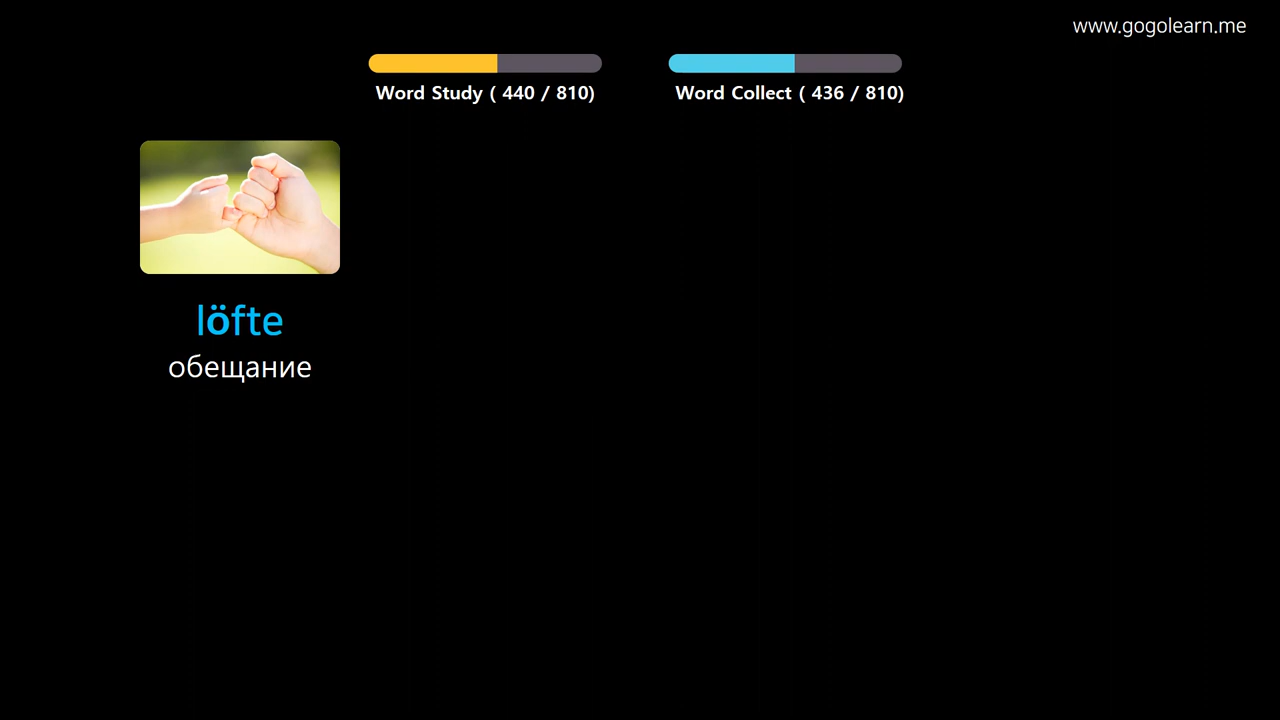 www.gogolearn.me
Word Study ( 440 / 810)
Word Collect ( 436 / 810)
löfte
обещание